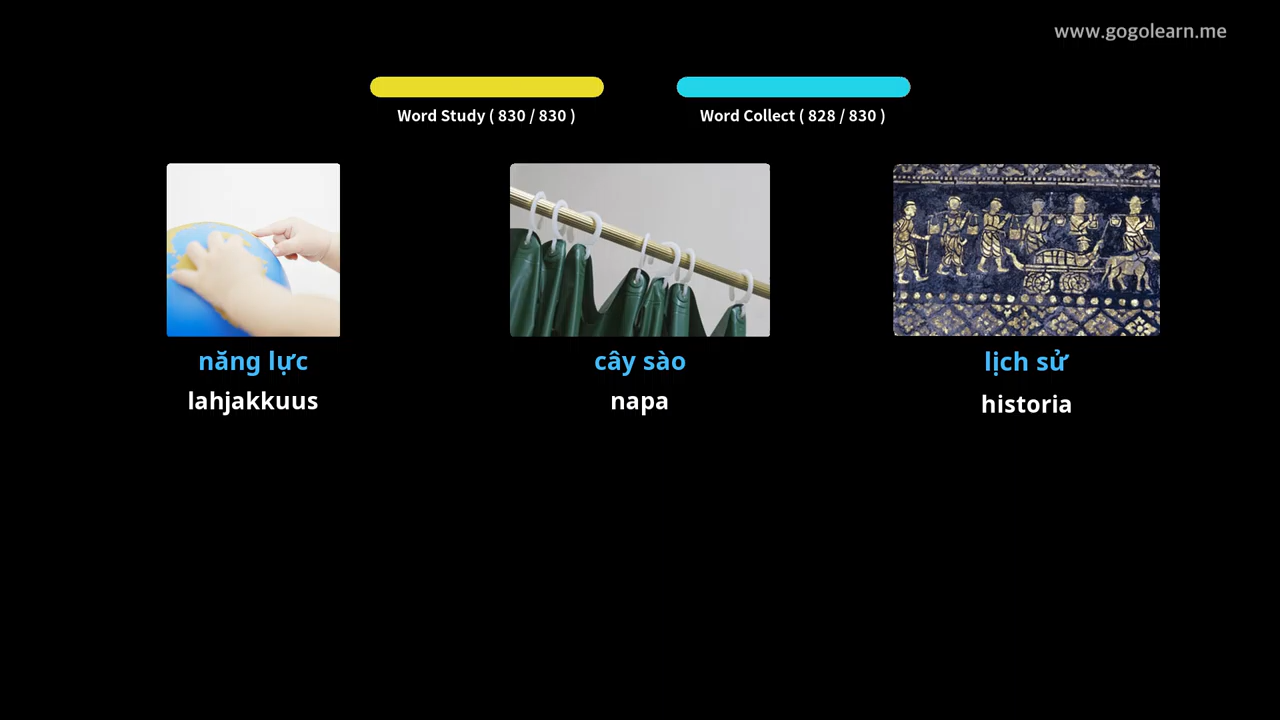 www.gogolearn.me
Word Study ( 830 / 830 )
Word Collect ( 828 / 830 )
năng lực
lahjakkuus
cây sào
napa
lịch sử
historia